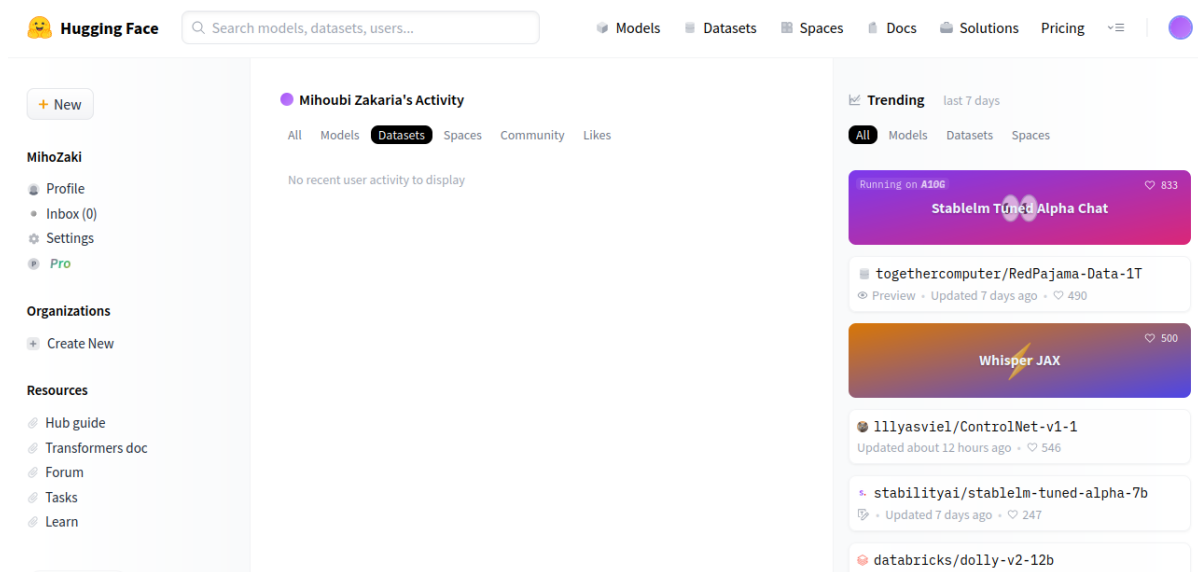 Hugging Face
Search models, datasets, users...
Models
Datasets
Spaces
Docs
Solutions
Pricing
+ New
MihoZaki
Profile
Inbox (0)
Settings
P Pro
Organizations
+ Create New
Resources
Hub guide
Transformers doc
Forum
Tasks
Learn
Mihoubi Zakaria's Activity
All Models Datasets Spaces Community Likes
No recent user activity to display
Trending last 7 days
All Models Datasets Spaces
Running on A10G
833
Stablelm Tuned Alpha Chat
togethercomputer/RedPajama-Data-1T
Preview • Updated 7 days ago • 490
500
Whisper JAX
lllyasviel/ControlNet-v1-1
Updated about 12 hours ago • 546
s. stabilityai/stablelm-tuned-alpha-7b
• Updated 7 days ago • 247
databricks/dolly-v2-12b